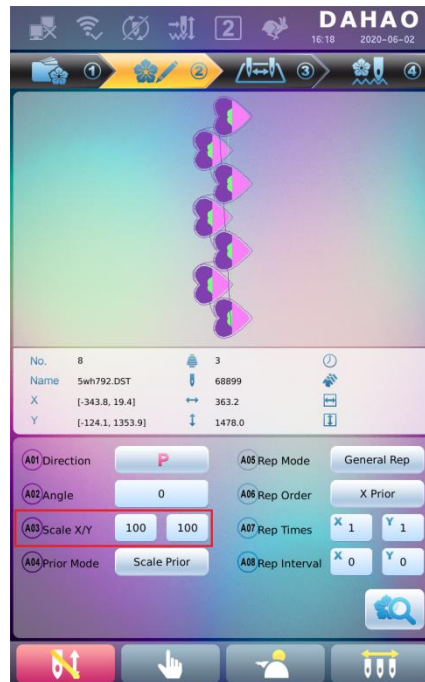 DAHAO
2
16:18 2020-06-02
1 2 3 4
No. 8 3
Name 5wh792.DST 68899
X [-343.8, 19.4] 363.2
Y [-124.1, 1353.9] 1478.0
A01 Direction P A05 Rep Mode General Rep
A02 Angle 0 A06 Rep Order X Prior
A03 Scale X/Y 100 100 A07 Rep Times X 1 Y 1
A04 Prior Mode Scale Prior A08 Rep Interval X 0 Y 0